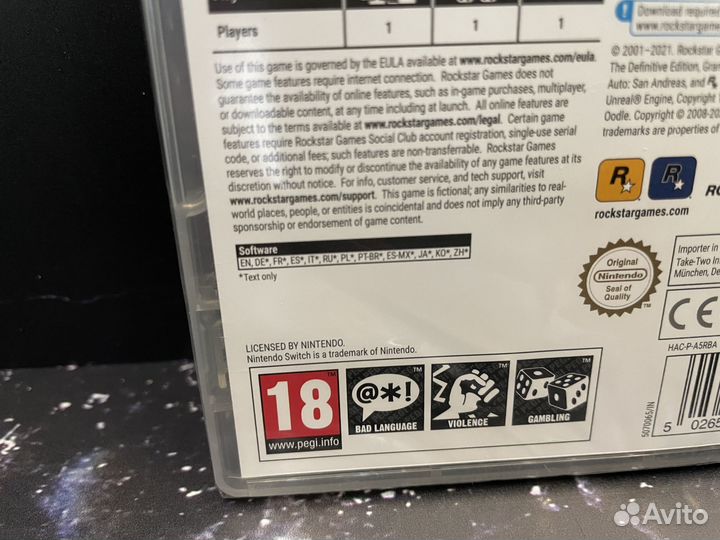 Players 1 1 1
Use of this game is governed by the EULA available at www.rockstargames.com/eula.
Some game features require internet connection. Rockstar Games does not
guarantee the availability of online features, such as in-game purchases, multiplayer,
or downloadable content, at any time including at launch. All online features are
subject to the terms available at www.rockstargames.com/legal. Certain game
features require Rockstar Games Social Club account registration, single-use serial
code, or additional fees; such features are non-transferrable. Rockstar Games
reserves the right to modify or discontinue the availability of any game features at its
discretion without notice. For info, customer service, and tech support, visit
www.rockstargames.com/support. This game is fictional; any similarities to real-
world places, people, or entities is coincidental and does not imply any third-party
sponsorship or endorsement of game content.
Software
EN, DE*, FR*, ES*, IT*, RU*, PL*, PT-BR*, ES-MX*, JA*, KO*, ZH*
*Text only
LICENSED BY NINTENDO.
Nintendo Switch is a trademark of Nintendo.
18
www.pegi.info
@*!
BAD LANGUAGE
VIOLENCE
GAMBLING
TM
Download required
www.rockstargame
© 2001–2021. Rockstar G
The Definitive Edition, Gran
Auto: San Andreas, and R
Unreal® Engine, Copyright
Oodle. Copyright © 2008-20
trademarks are properties of
R R
rockstargames.com
Original
Nintendo
Seal of
Quality
TM
Importer in
Take-Two In
München, De
CE
HAC-P-A5RBA
5070065/IN
5 0265
Avito